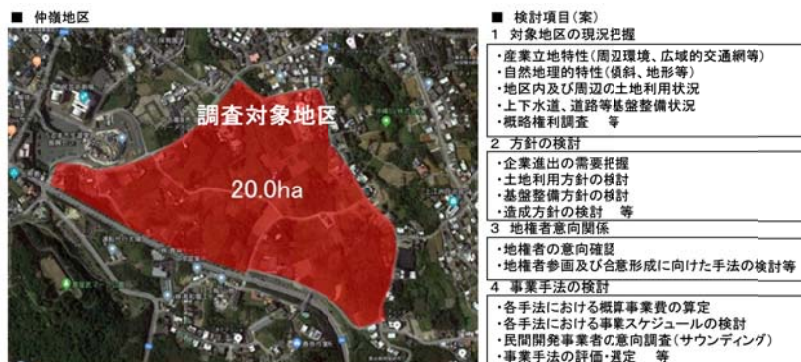 ■ 仲嶺地区
調査対象地区
20.0ha
■ 検討項目(案)
1 対象地区の現況把握
・産業立地特性(周辺環境、広域的交通網等)
・自然地理的特性(傾斜、地形等)
・地区内及び周辺の土地利用状況
・上下水道、道路等基盤整備状況
・概略権利調査 等
2 方針の検討
・企業進出の需要把握
・土地利用方針の検討
・基盤整備方針の検討
・造成方針の検討 等
3 地権者意向関係
・地権者の意向確認
・地権者参画及び合意形成に向けた手法の検討等
4 事業手法の検討
・各手法における概算事業費の算定
・各手法における事業スケジュールの検討
・民間開発事業者の意向調査(サウンディング)
・事業手法の評価・選定 等